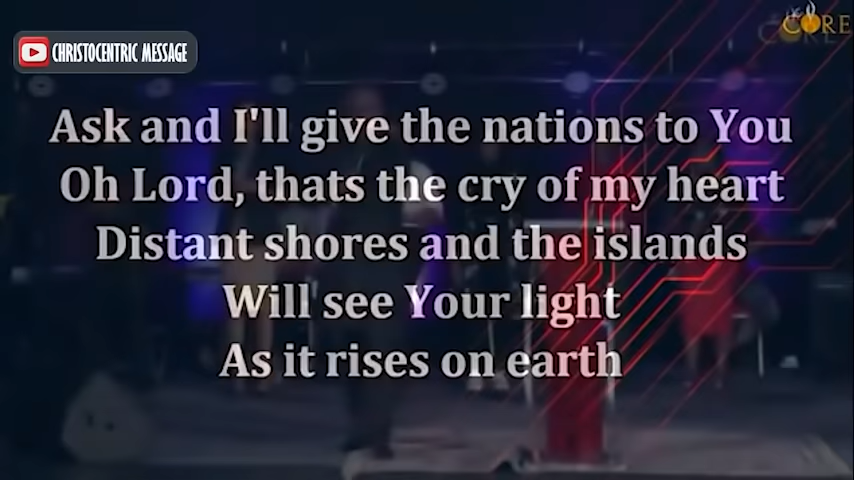 CHRISTOCENTRIC MESSAGE
CORE
Ask and I'll give the nations to You
Oh Lord, thats the cry of my heart
Distant shores and the islands
Will see Your light
As it rises on earth